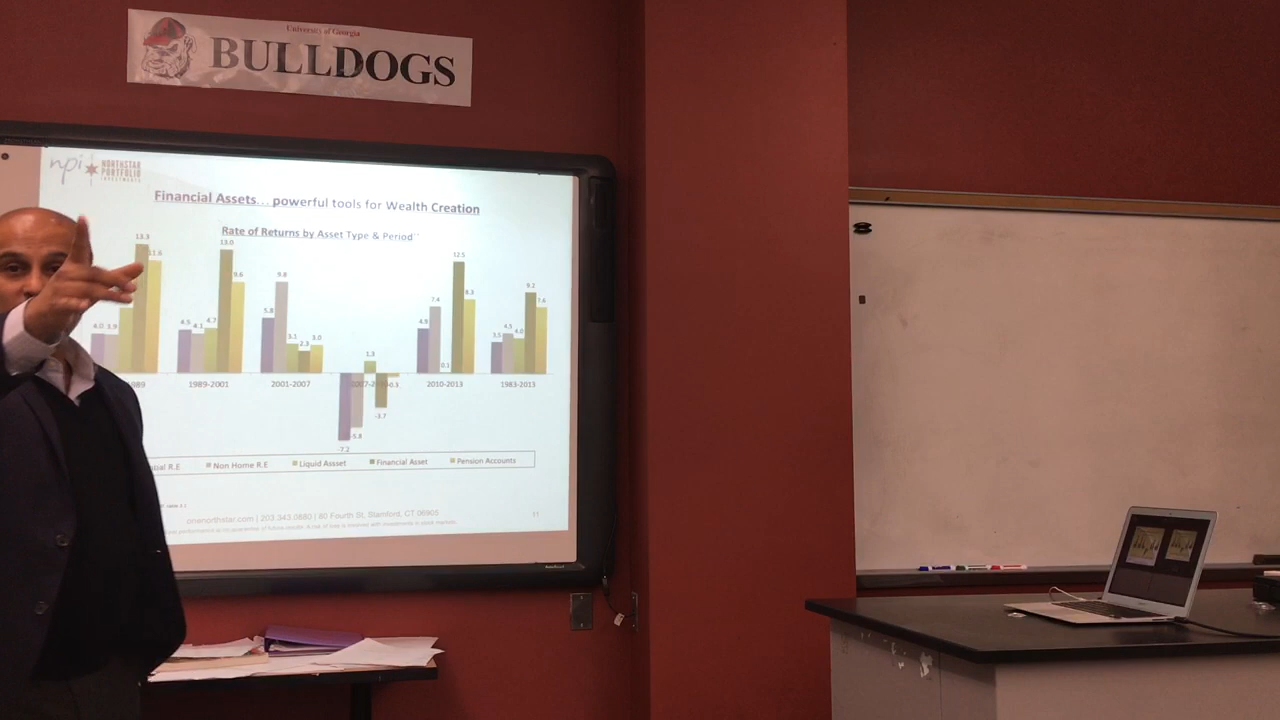 University of Georgia
BULLDOGS
npi NORTHSTAR
PORTFOLIO
INVESTMENTS
Financial Assets... powerful tools for Wealth Creation
Rate of Returns by Asset Type & Period
13.3
11.6
4.0 3.9
13.0
9.6
4.5 4.1 4.7
9.8
5.8
3.1 2.3 3.0
1.3
-0.3
-3.7
-5.8
-7.2
12.5
8.3
7.4
4.9
0.1
9.2
7.6
3.5 4.5 4.0
989 1989-2001 2001-2007 2010-2013 1983-2013
tial R.E Non Home R.E Liquid Assset Financial Asset Pension Accounts
onenorthstar.com | 203.343.0880 | 60 Fourth St, Stamford, CT 06905
11